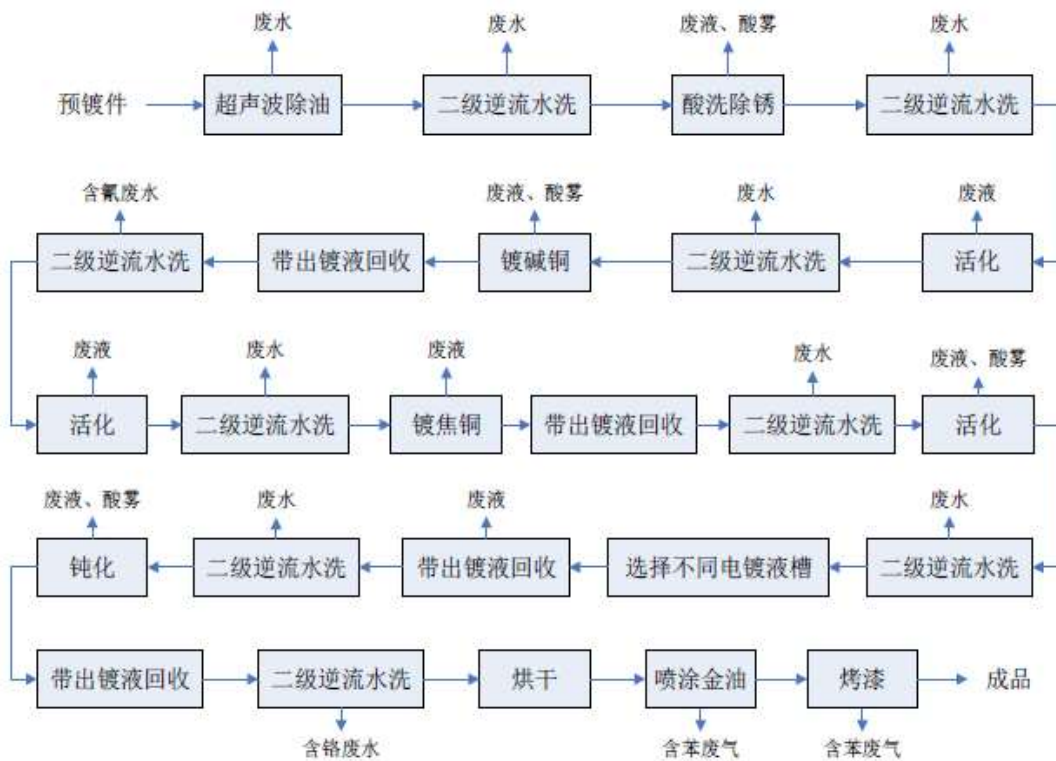 废水 废水 废液、酸雾 废水
预镀件 超声波除油 二级逆流水洗 酸洗除锈 二级逆流水洗
含氰废水 废液、酸雾 废水 废液
二级逆流水洗 带出镀液回收 镀碱铜 二级逆流水洗 活化
废液 废水 废液 废水 废液、酸雾
活化 二级逆流水洗 镀焦铜 带出镀液回收 二级逆流水洗 活化
废液、酸雾 废水 废液 废水
钝化 二级逆流水洗 带出镀液回收 选择不同电镀液槽 二级逆流水洗
带出镀液回收 二级逆流水洗 烘干 喷涂金油 烤漆 成品
含铬废水 含苯废气 含苯废气